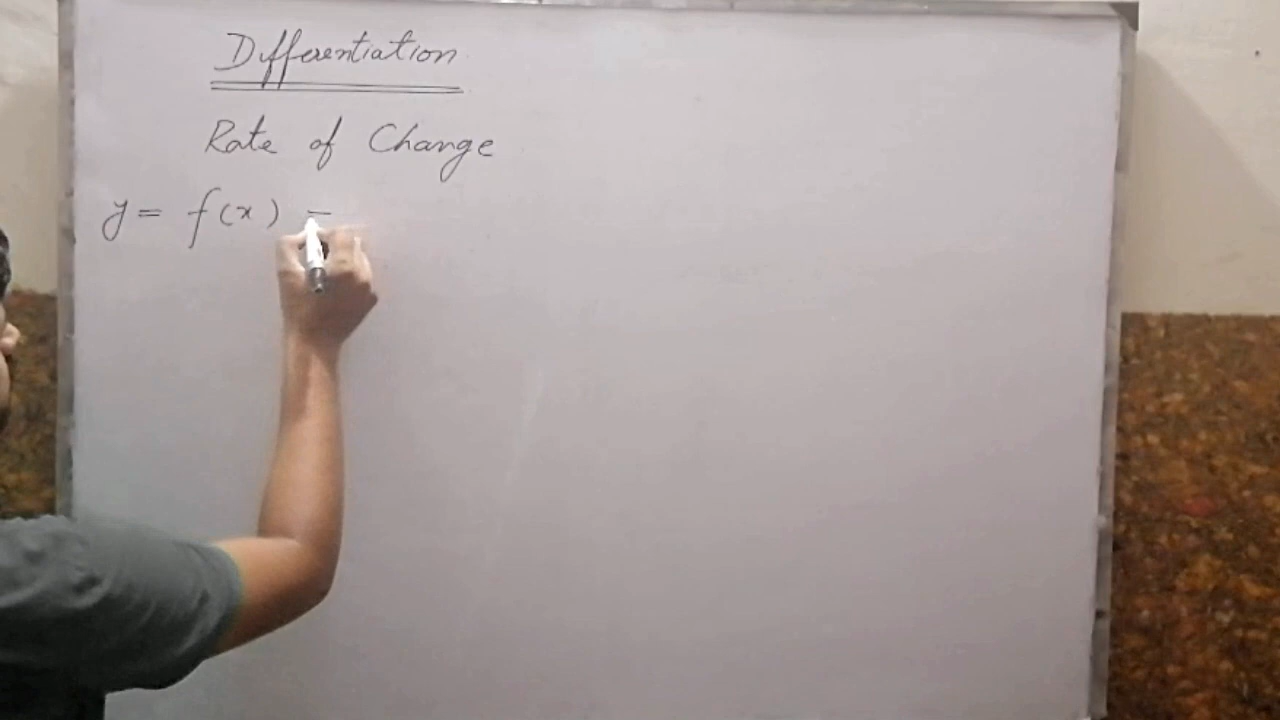 Differentiation
Rate of Change
y = f(x) =